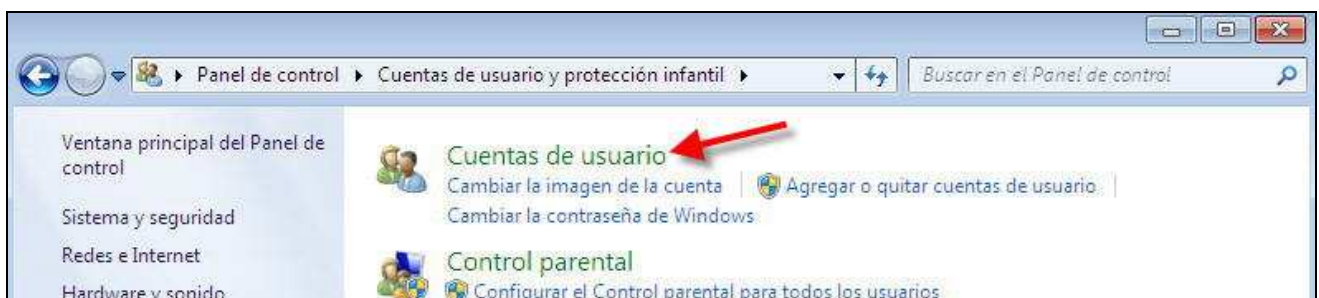 Panel de control ▸ Cuentas de usuario y protección infantil ▸
Buscar en el Panel de control
Ventana principal del Panel de
control
Sistema y seguridad
Redes e Internet
Hardware y sonido
Cuentas de usuario
Cambiar la imagen de la cuenta
Agregar o quitar cuentas de usuario
Cambiar la contraseña de Windows
Control parental
Configurar el Control parental para todos los usuarios